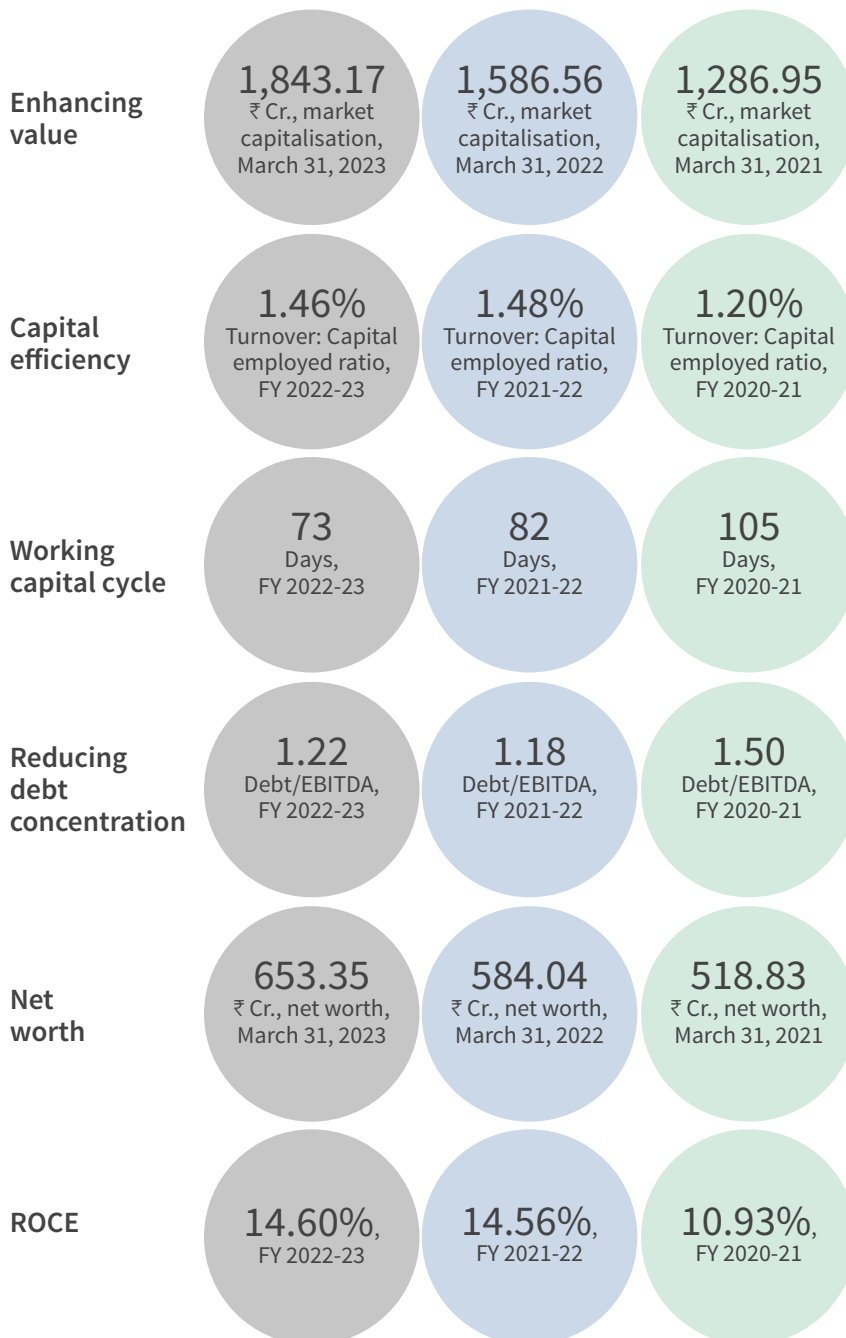 Enhancing
value
1,843.17
₹ Cr., market
capitalisation,
March 31, 2023
1,586.56
₹ Cr., market
capitalisation,
March 31, 2022
1,286.95
₹ Cr., market
capitalisation,
March 31, 2021
Capital
efficiency
1.46%
Turnover: Capital
employed ratio,
FY 2022-23
1.48%
Turnover: Capital
employed ratio,
FY 2021-22
1.20%
Turnover: Capital
employed ratio,
FY 2020-21
Working
capital cycle
73
Days,
FY 2022-23
82
Days,
FY 2021-22
105
Days,
FY 2020-21
Reducing
debt
concentration
1.22
Debt/EBITDA,
FY 2022-23
1.18
Debt/EBITDA,
FY 2021-22
1.50
Debt/EBITDA,
FY 2020-21
Net
worth
653.35
₹ Cr., net worth,
March 31, 2023
584.04
₹ Cr., net worth,
March 31, 2022
518.83
₹ Cr., net worth,
March 31, 2021
ROCE
14.60%,
FY 2022-23
14.56%,
FY 2021-22
10.93%,
FY 2020-21